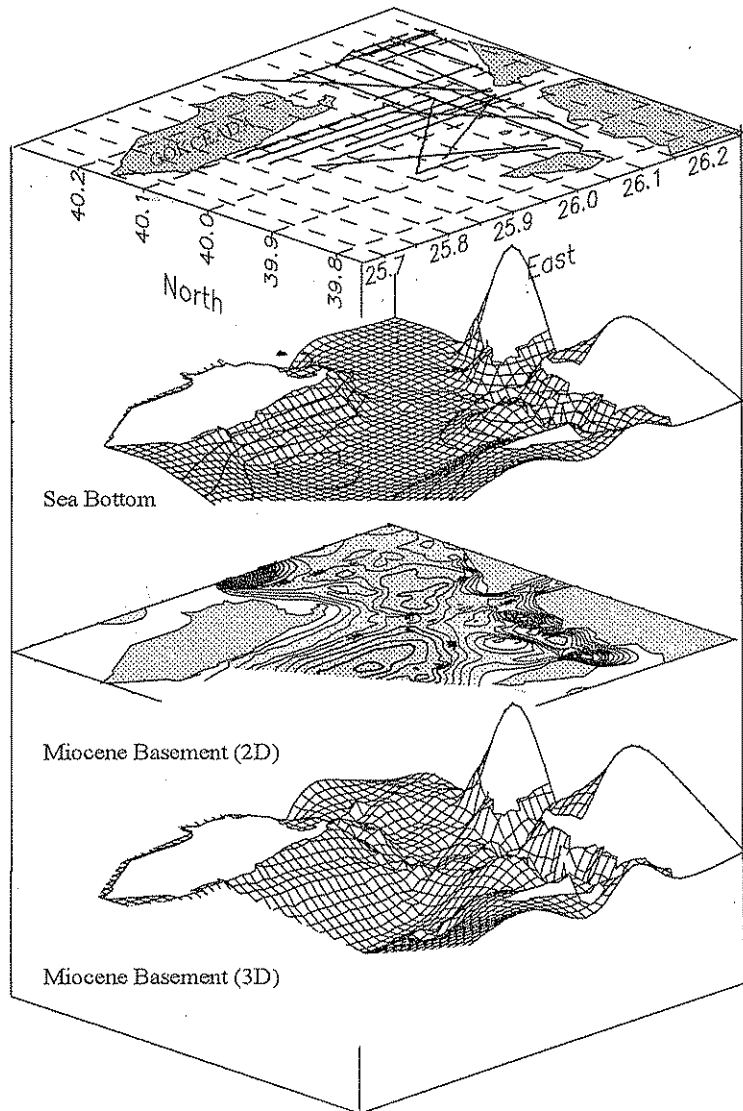 GÖKCE (D)
40.2
40.1
40.0
39.9
39.8
North
25.7
25.8
25.9
26.0
26.1
26.2
East
Sea Bottom
Miocene Basement (2D)
Miocene Basement (3D)